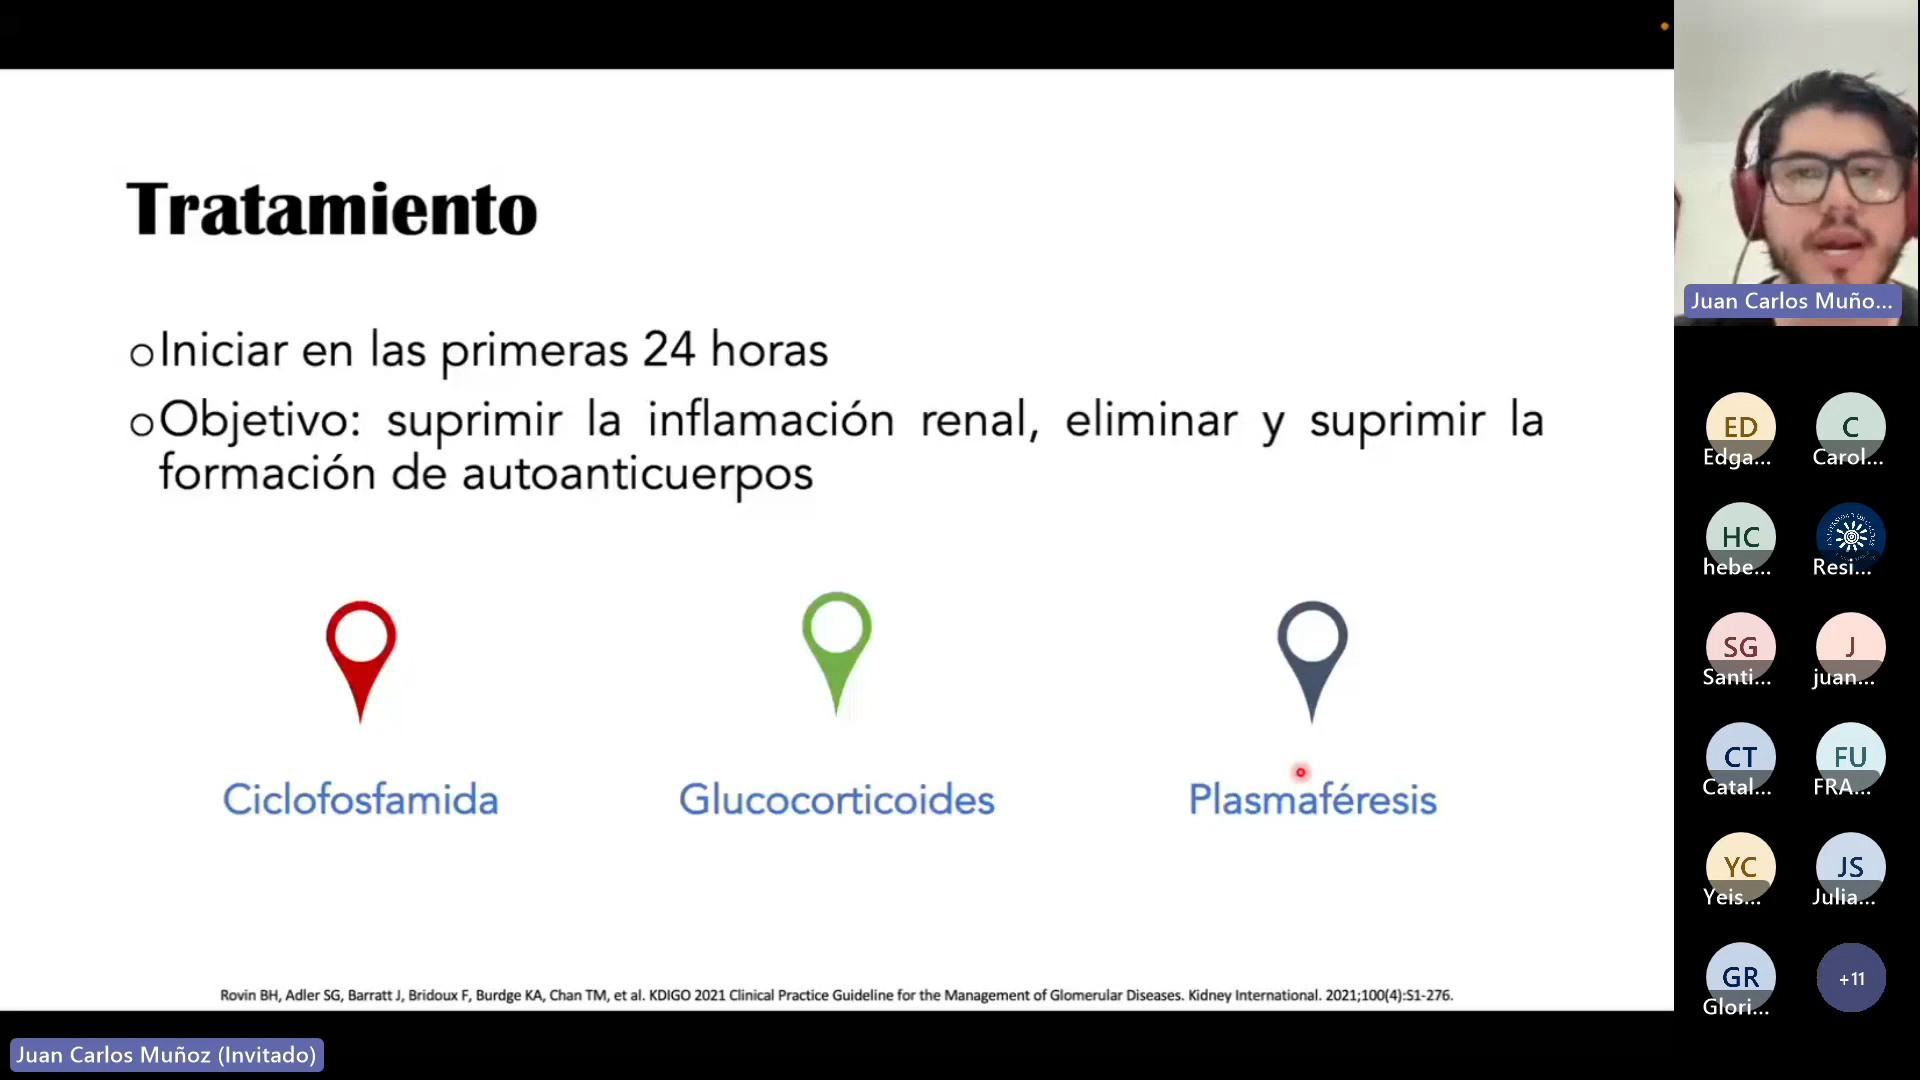 Tratamiento
oIniciar en las primeras 24 horas
oObjetivo: suprimir la inflamación renal, eliminar y suprimir la
formación de autoanticuerpos
Ciclofosfamida
Glucocorticoides
Plasmaféresis
Rovin BH, Adler SG, Barratt J, Bridoux F, Burdge KA, Chan TM, et al. KDIGO 2021 Clinical Practice Guideline for the Management of Glomerular Diseases. Kidney International. 2021;100(4):S1-276.
Juan Carlos Muñoz (Invitado)
Juan Carlos Muño...
ED
Edga...
C
Carol...
HC
hebe...
Resi...
SG
Santi...
J
juan...
CT
Catal...
FU
FRA...
YC
Yeis...
JS
Julia...
GR
Glori...
+11